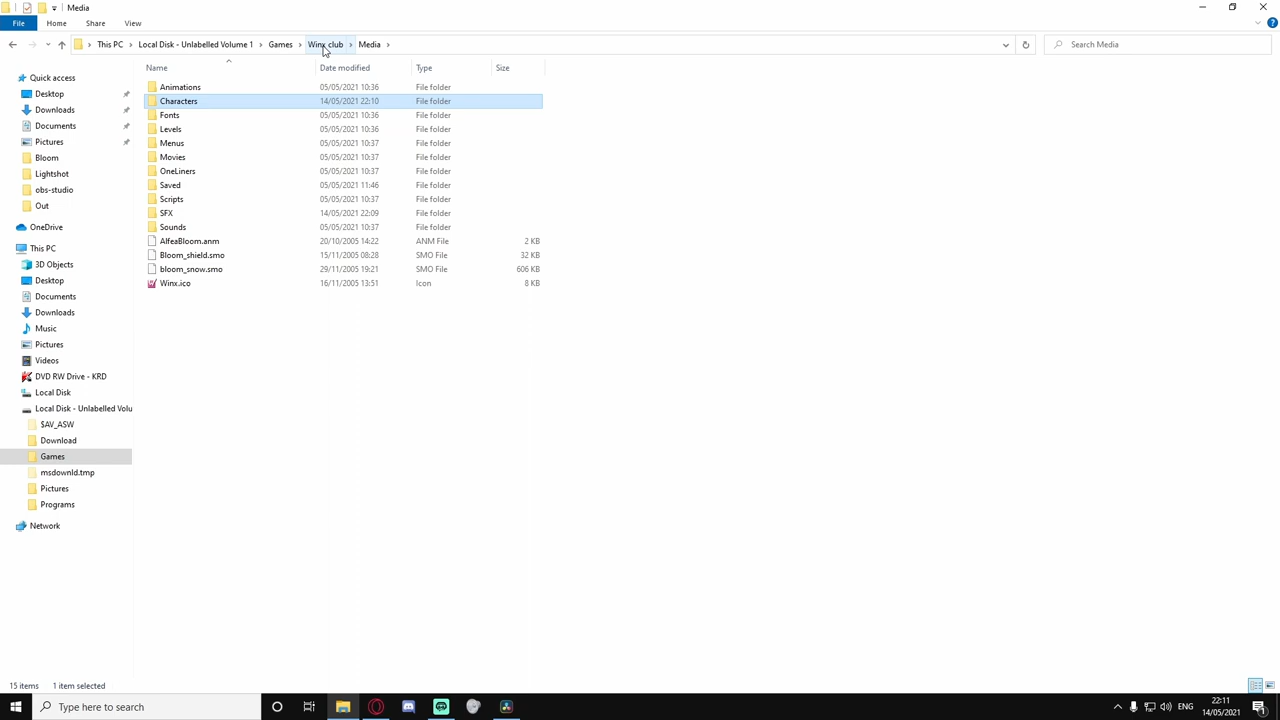 Media
File
Home
Share
View
This PC
Local Disk - Unlabelled Volume 1
Games
Winx club
Media
Search Media
Name
Date modified
Type
Size
Animations 05/05/2021 10:36 File folder
Characters 14/05/2021 22:10 File folder
Fonts 05/05/2021 10:36 File folder
Levels 05/05/2021 10:36 File folder
Menus 05/05/2021 10:37 File folder
Movies 05/05/2021 10:37 File folder
OneLiners 05/05/2021 10:37 File folder
Saved 05/05/2021 11:46 File folder
Scripts 05/05/2021 10:37 File folder
SFX 14/05/2021 22:09 File folder
Sounds 05/05/2021 10:37 File folder
AlfeaBloom.anm 20/10/2005 14:22 ANM File 2 KB
Bloom_shield.smo 15/11/2005 08:28 SMO File 32 KB
bloom_snow.smo 29/11/2005 19:21 SMO File 606 KB
Winx.ico 16/11/2005 13:51 Icon 8 KB
Quick access
Desktop
Downloads
Documents
Pictures
Bloom
Lightshot
obs-studio
Out
OneDrive
This PC
3D Objects
Desktop
Documents
Downloads
Music
Pictures
Videos
DVD RW Drive - KRD
Local Disk
Local Disk - Unlabelled Volu
$AV_ASW
Download
Games
msdownld.tmp
Pictures
Programs
Network
15 items 1 item selected
Type here to search
ENG
22:11
14/05/2021